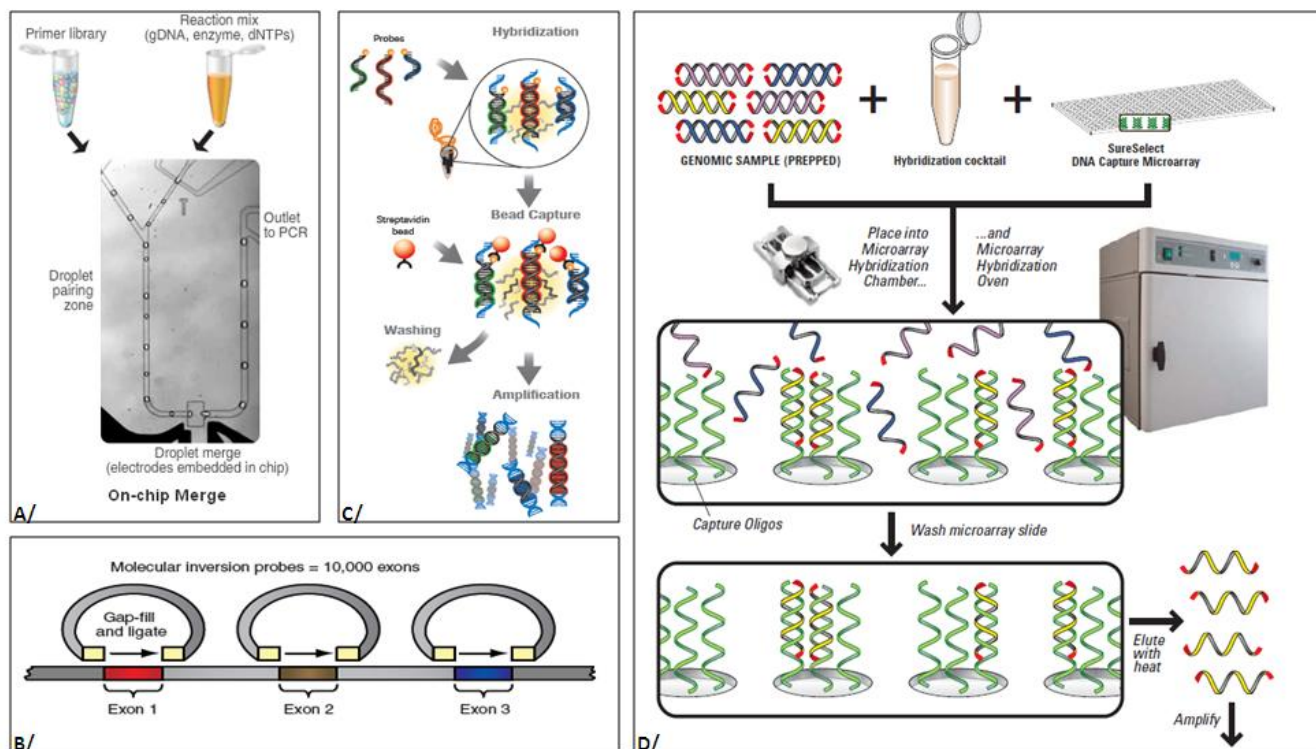 Primer library
Reaction mix
(gDNA, enzyme, dNTPs)
Outlet
to PCR
Droplet
pairing
zone
Droplet merge
(electrodes embedded in chip)
On-chip Merge
A/
Probes
Hybridization
Bead Capture
Streptavidin
bead
Washing
Amplification
C/
Molecular inversion probes = 10,000 exons
Gap-fill
and ligate
Exon 1
Exon 2
Exon 3
B/
GENOMIC SAMPLE (PREPPED)
Hybridization cocktail
SureSelect
DNA Capture Microarray
Place into
Microarray
Hybridization
Chamber...
...and
Microarray
Hybridization
Oven
Capture Oligos
Wash microarray slide
Elute
with
heat
Amplify
D/